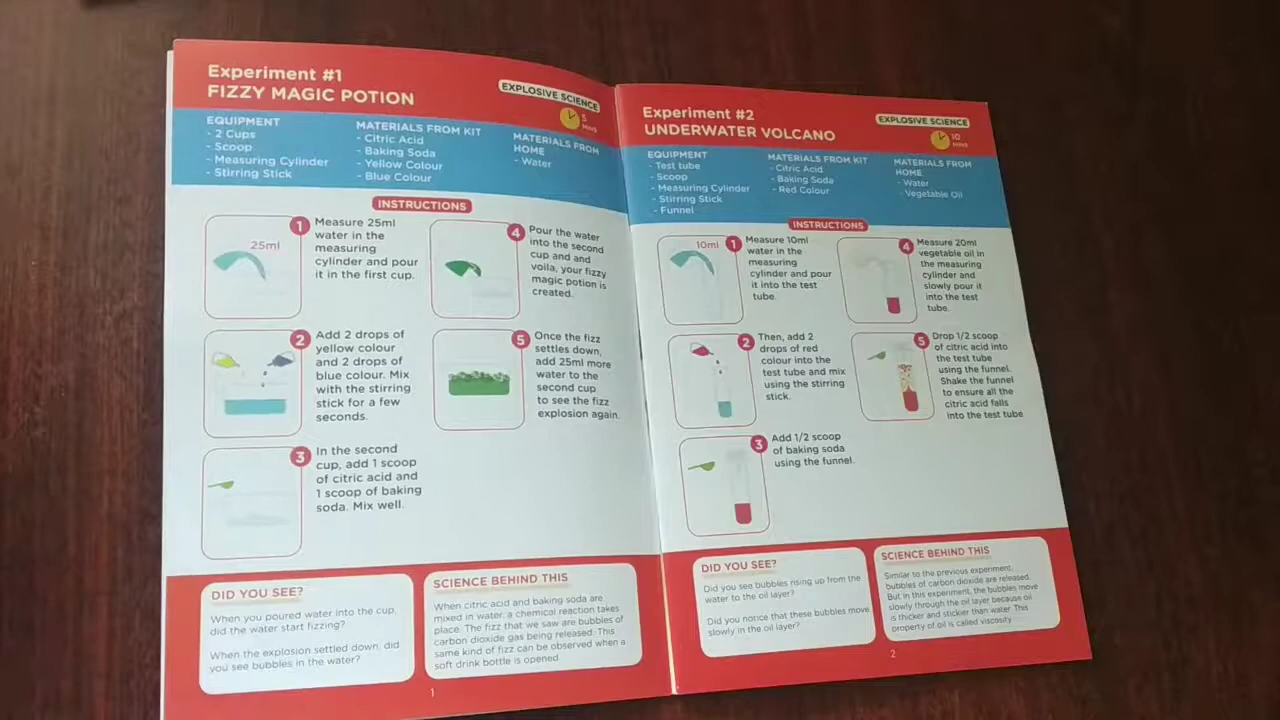 Experiment #1
FIZZY MAGIC POTION
EXPLOSIVE SCIENCE
5
MINS
EQUIPMENT
- 2 Cups
- Scoop
- Measuring Cylinder
- Stirring Stick
MATERIALS FROM KIT
- Citric Acid
- Baking Soda
- Yellow Colour
- Blue Colour
MATERIALS FROM
HOME
- Water
INSTRUCTIONS
25ml
1
Measure 25ml
water in the
measuring
cylinder and pour
it in the first cup.
2
Add 2 drops of
yellow colour
and 2 drops of
blue colour. Mix
with the stirring
stick for a few
seconds.
3
In the second
cup, add 1 scoop
of citric acid and
1 scoop of baking
soda. Mix well.
4
Pour the water
into the second
cup and and
voila, your fizzy
magic potion is
created.
5
Once the fizz
settles down,
add 25ml more
water to the
second cup
to see the fizz
explosion again.
DID YOU SEE?
When you poured water into the cup,
did the water start fizzing?
When the explosion settled down, did
you see bubbles in the water?
SCIENCE BEHIND THIS
When citric acid and baking soda are
mixed in water, a chemical reaction takes
place. The fizz that we saw are bubbles of
carbon dioxide gas being released. This
same kind of fizz can be observed when a
soft drink bottle is opened.
1
Experiment #2
UNDERWATER VOLCANO
EXPLOSIVE SCIENCE
10
MINS
EQUIPMENT
- Test tube
- Scoop
- Measuring Cylinder
- Stirring Stick
- Funnel
MATERIALS FROM KIT
- Citric Acid
- Baking Soda
- Red Colour
MATERIALS FROM
HOME
- Water
- Vegetable Oil
INSTRUCTIONS
10ml
1
Measure 10ml
water in the
measuring
cylinder and pour
it into the test
tube.
2
Then, add 2
drops of red
colour into the
test tube and mix
using the stirring
stick.
3
Add 1/2 scoop
of baking soda
using the funnel.
4
Measure 20ml
vegetable oil in
the measuring
cylinder and
slowly pour it
into the test
tube.
5
Drop 1/2 scoop
of citric acid into
the test tube
using the funnel.
Shake the funnel
to ensure all the
citric acid falls
into the test tube
DID YOU SEE?
Did you see bubbles rising up from the
water to the oil layer?
Did you notice that these bubbles move
slowly in the oil layer?
SCIENCE BEHIND THIS
Similar to the previous experiment,
bubbles of carbon dioxide are released.
But in this experiment, the bubbles move
slowly through the oil layer because oil
is thicker and stickier than water. This
property of oil is called viscosity
2